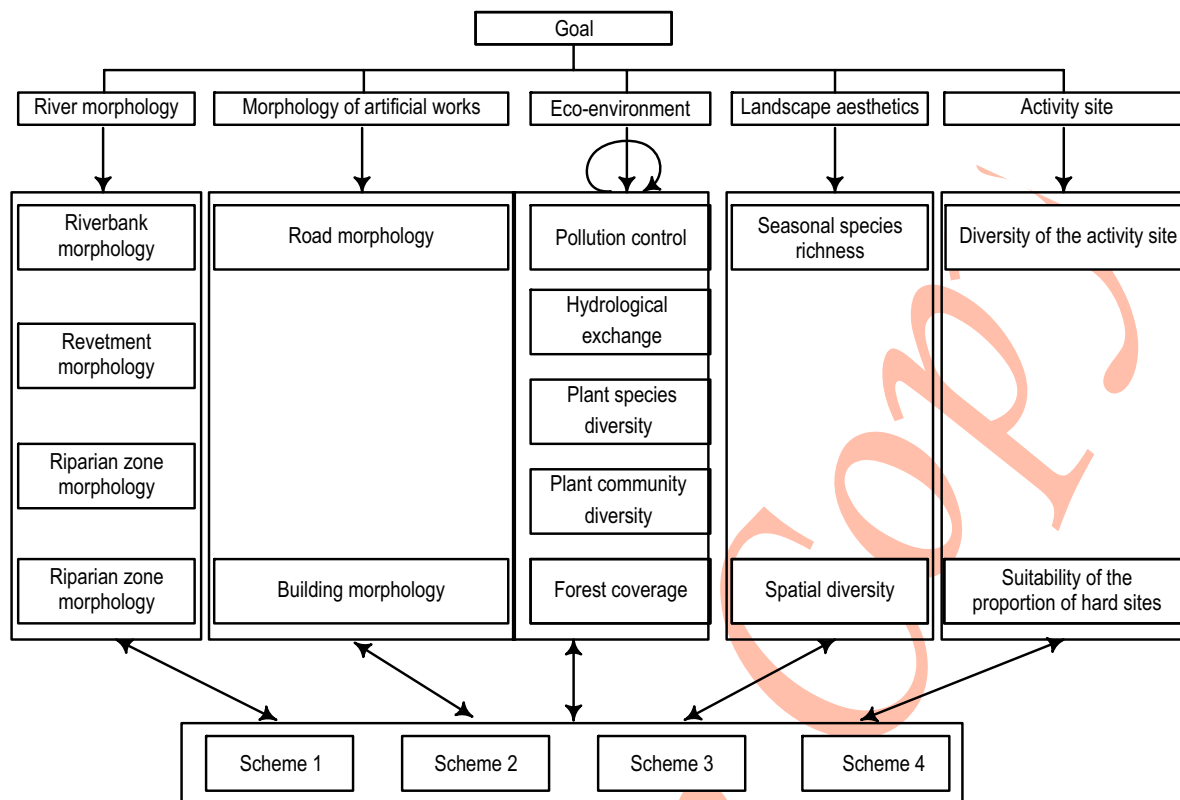 Goal
River morphology
Morphology of artificial works
Eco-environment
Landscape aesthetics
Activity site
Riverbank
morphology
Revetment
morphology
Riparian zone
morphology
Riparian zone
morphology
Road morphology
Building morphology
Pollution control
Hydrological
exchange
Plant species
diversity
Plant community
diversity
Forest coverage
Seasonal species
richness
Spatial diversity
Diversity of the activity site
Suitability of the
proportion of hard sites
Scheme 1
Scheme 2
Scheme 3
Scheme 4
Copy